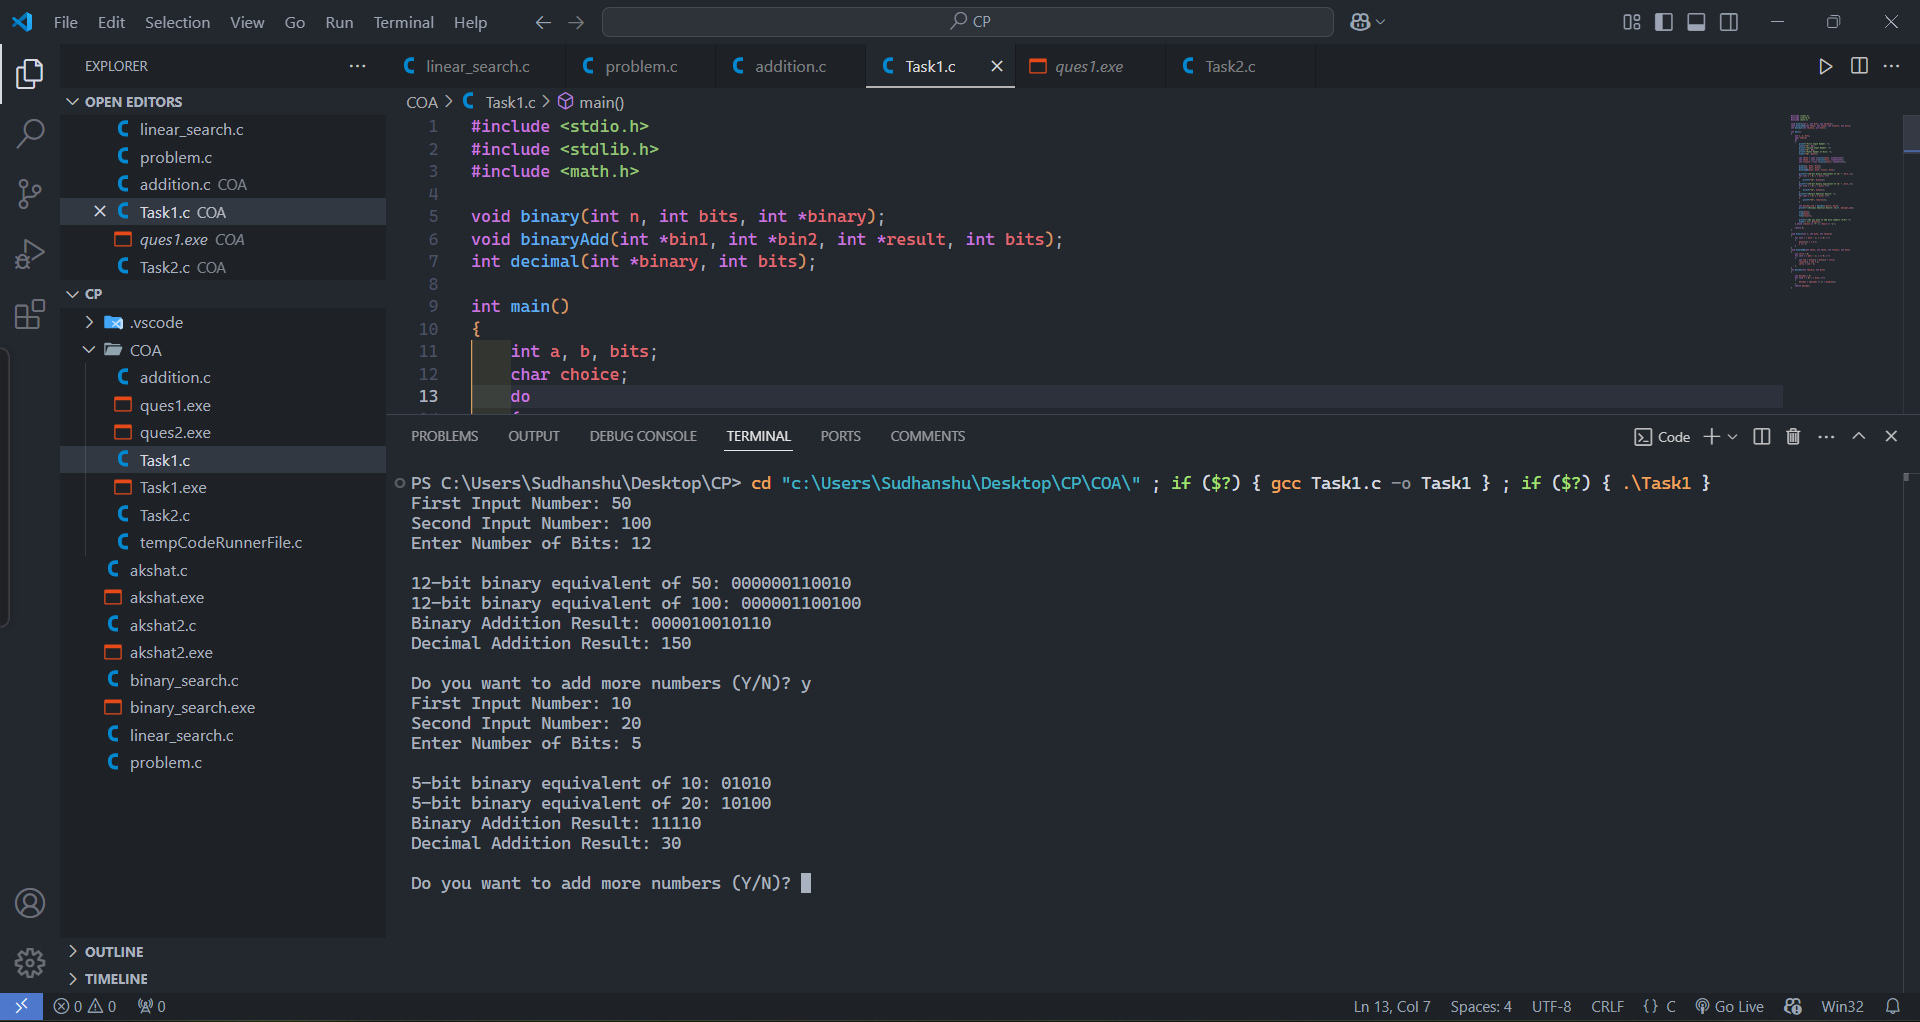 File Edit Selection View Go Run Terminal Help
CP
EXPLORER
OPEN EDITORS
linear_search.c
problem.c
addition.c COA
Task1.c COA
ques1.exe COA
Task2.c COA
CP
.vscode
COA
addition.c
ques1.exe
ques2.exe
Task1.c
Task1.exe
Task2.c
tempCodeRunnerFile.c
akshat.c
akshat.exe
akshat2.c
akshat2.exe
binary_search.c
binary_search.exe
linear_search.c
problem.c
OUTLINE
TIMELINE
linear_search.c problem.c addition.c Task1.c ques1.exe Task2.c
COA > Task1.c > main()
1 #include <stdio.h>
2 #include <stdlib.h>
3 #include <math.h>
4
5 void binary(int n, int bits, int *binary);
6 void binaryAdd(int *bin1, int *bin2, int *result, int bits);
7 int decimal(int *binary, int bits);
8
9 int main()
10 {
11 int a, b, bits;
12 char choice;
13 do
PROBLEMS OUTPUT DEBUG CONSOLE TERMINAL PORTS COMMENTS
Code
PS C:\Users\Sudhanshu\Desktop\CP> cd "c:\Users\Sudhanshu\Desktop\CP\COA\" ; if ($?) { gcc Task1.c -o Task1 } ; if ($?) { .\Task1 }
First Input Number: 50
Second Input Number: 100
Enter Number of Bits: 12
12-bit binary equivalent of 50: 000000110010
12-bit binary equivalent of 100: 000001100100
Binary Addition Result: 000010010110
Decimal Addition Result: 150
Do you want to add more numbers (Y/N)? y
First Input Number: 10
Second Input Number: 20
Enter Number of Bits: 5
5-bit binary equivalent of 10: 01010
5-bit binary equivalent of 20: 10100
Binary Addition Result: 11110
Decimal Addition Result: 30
Do you want to add more numbers (Y/N)?
0 0 0
Ln 13, Col 7 Spaces: 4 UTF-8 CRLF {} C Go Live Win32